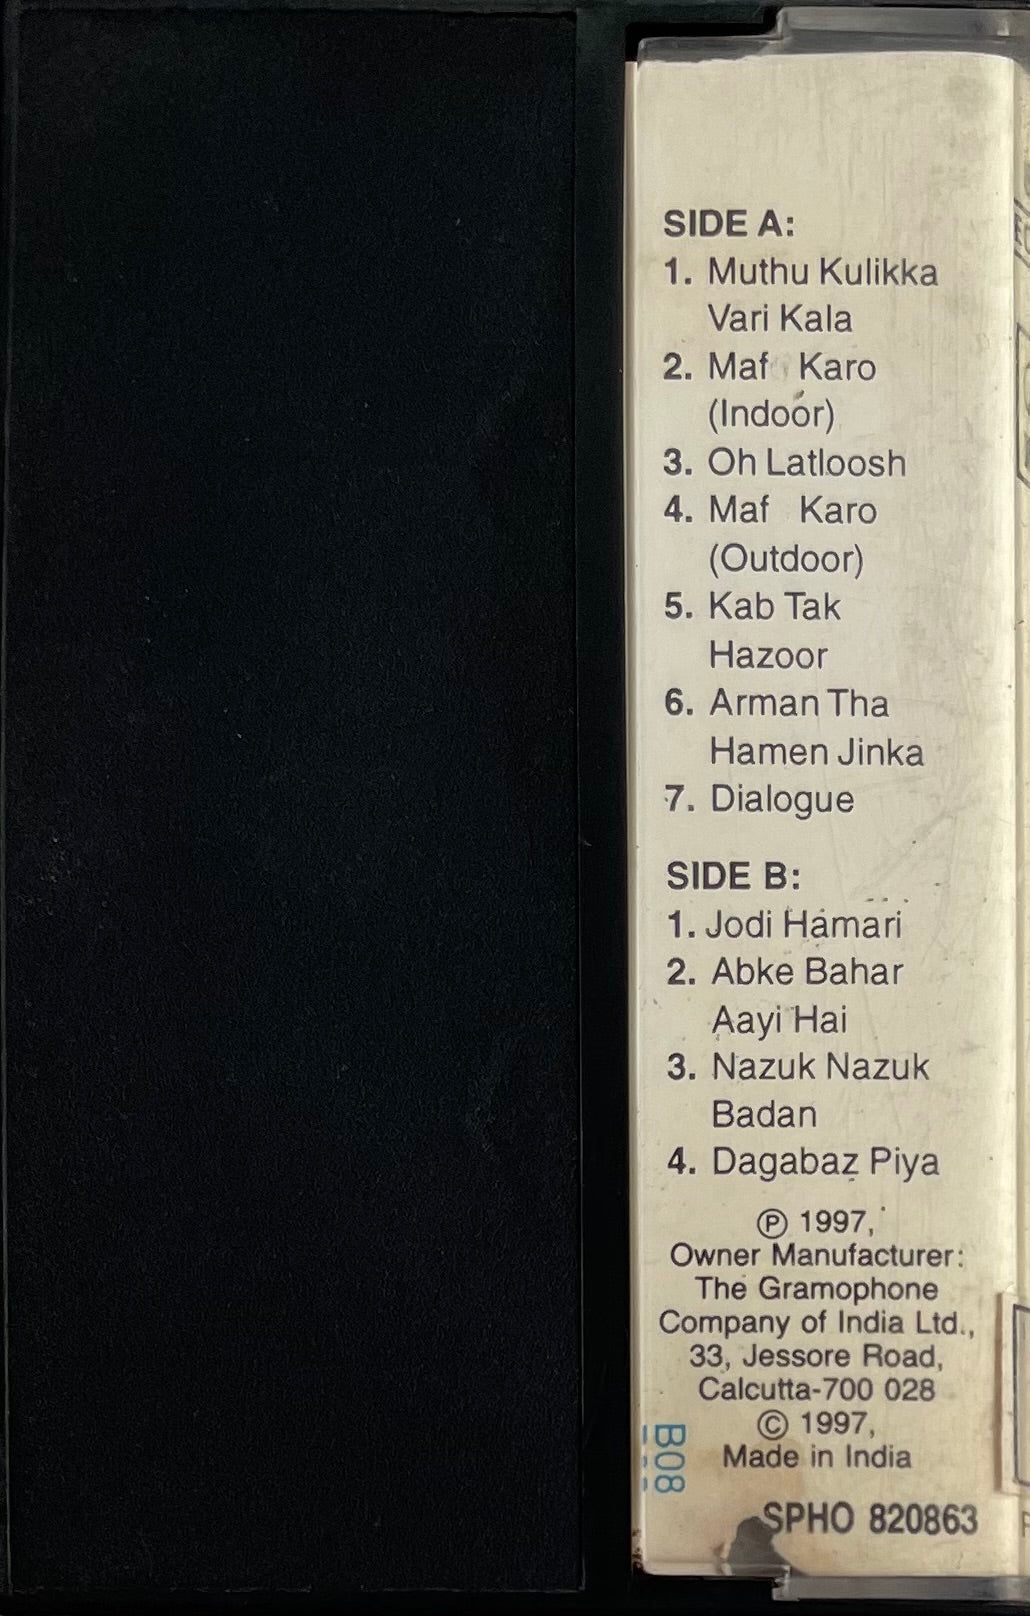 SIDE A:
1. Muthu Kulikka
Vari Kala
2. Maf Karo
(Indoor)
3. Oh Latloosh
4. Maf Karo
(Outdoor)
5. Kab Tak
Hazoor
6. Arman Tha
Hamen Jinka
7. Dialogue
SIDE B:
1. Jodi Hamari
2. Abke Bahar
Aayi Hai
3. Nazuk Nazuk
Badan
4. Dagabaz Piya
℗ 1997,
Owner Manufacturer:
The Gramophone
Company of India Ltd.,
33, Jessore Road,
Calcutta-700 028
© 1997,
Made in India
B08
SPHO 820863